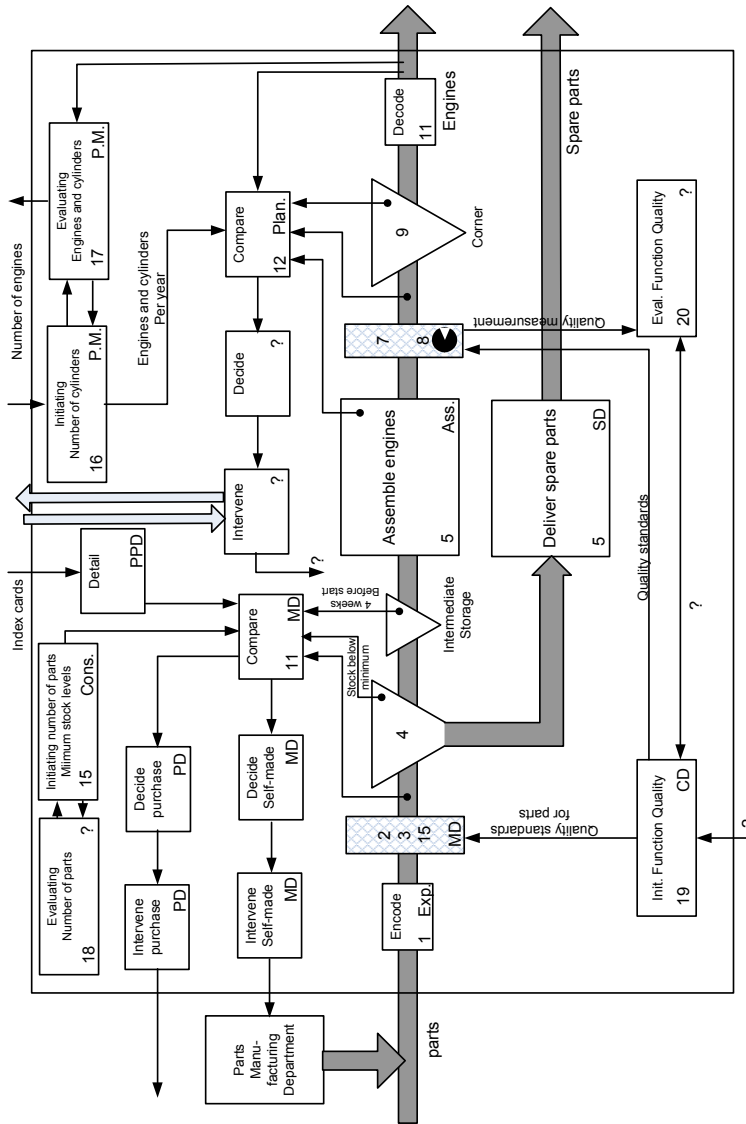 Number of engines
Index cards
Evaluating
Number of parts
18
?
Initiating number of parts
Miimum stock levels
15
Cons.
Detail
PPD
Initiating
Number of cylinders
16
P.M.
Evaluating
Engines and cylinders
17
P.M.
Engines and cylinders
Per year
Intervene
purchase
PD
Decide
purchase
PD
Parts
Manu-
facturing
Department
Intervene
Self-made
MD
Decide
Self-made
MD
Compare
11
MD
Intervene
?
?
Decide
?
Compare
12
Plan.
Stock below
minimum
4 weeks
Before start
parts
Encode
1
Exp.
2
3
15
MD
4
Intermediate
Storage
Assemble engines
5
Ass.
7
8
9
Corner
Decode
11
Engines
Quality standards
for parts
Deliver spare parts
5
SD
Quality measurement
Spare parts
Quality standards
Init. Function Quality
19
CD
?
Eval. Function Quality
20
?
?